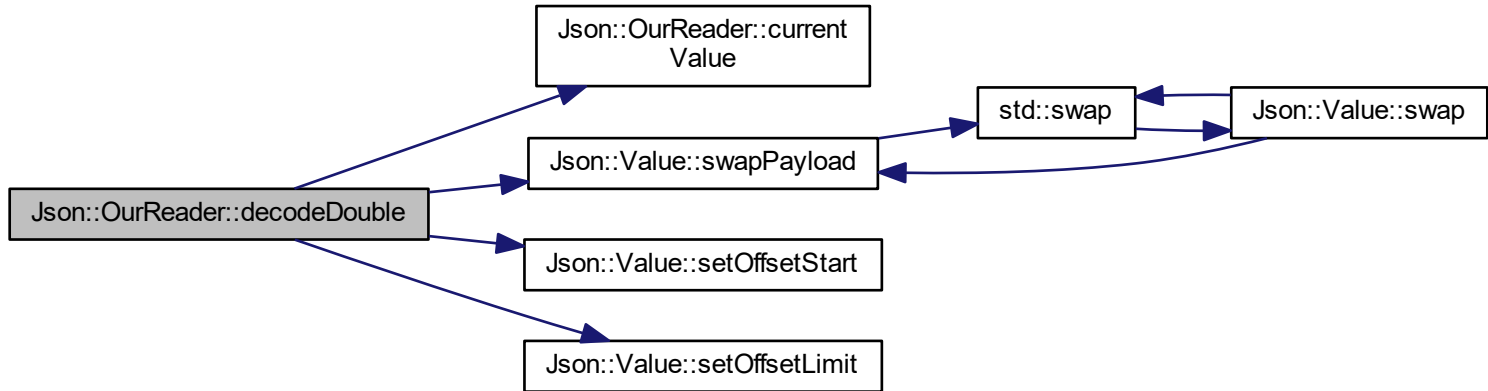 Json::OurReader::current
Value
std::swap
Json::Value::swap
Json::Value::swapPayload
Json::OurReader::decodeDouble
Json::Value::setOffsetStart
Json::Value::setOffsetLimit